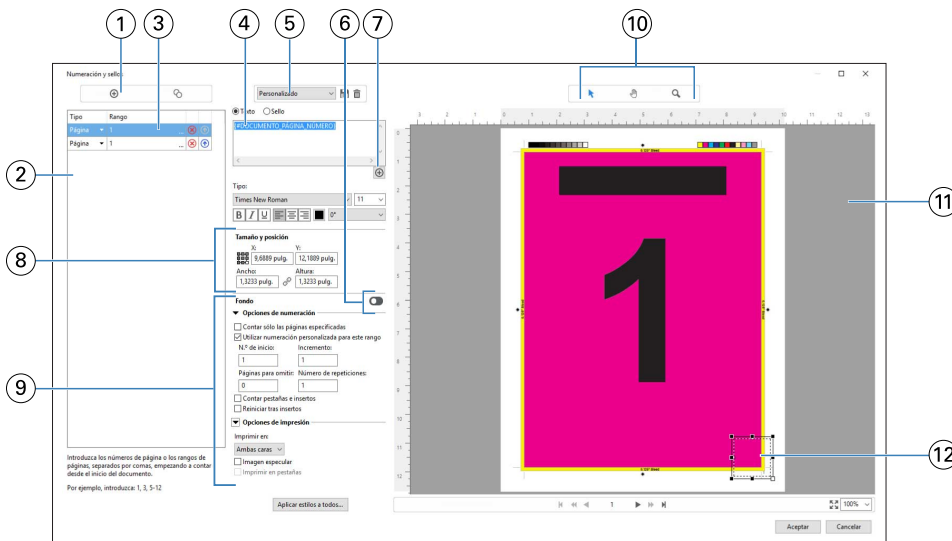 1
3
4
5
6
7
10
Numeración y sellos
Personalizado
Tipo Rango
Página 1 ...
Página 1 ...
Texto Sello
[#DOCUMENTO_PÁGINA_NÚMERO]
2
11
8
9
12
Tipo:
Times New Roman 11
B I U 0°
Tamaño y posición
X: Y:
9,6889 pulg. 12,1889 pulg.
Ancho: Altura:
1,3233 pulg. 1,3233 pulg.
Fondo
Opciones de numeración
Contar sólo las páginas especificadas
Utilizar numeración personalizada para este rango
N.º de inicio: Incremento:
1 1
Páginas para omitir: Número de repeticiones:
0 1
Contar pestañas e insertos
Reiniciar tras insertos
Opciones de impresión
Imprimir en:
Ambas caras
Imagen especular
Imprimir en pestañas
Introduzca los números de página o los rangos de
páginas, separados por comas, empezando a contar
desde el inicio del documento.
Por ejemplo, introduzca: 1, 3, 5-12
Aplicar estilos a todos...
1
1
100%
Aceptar Cancelar